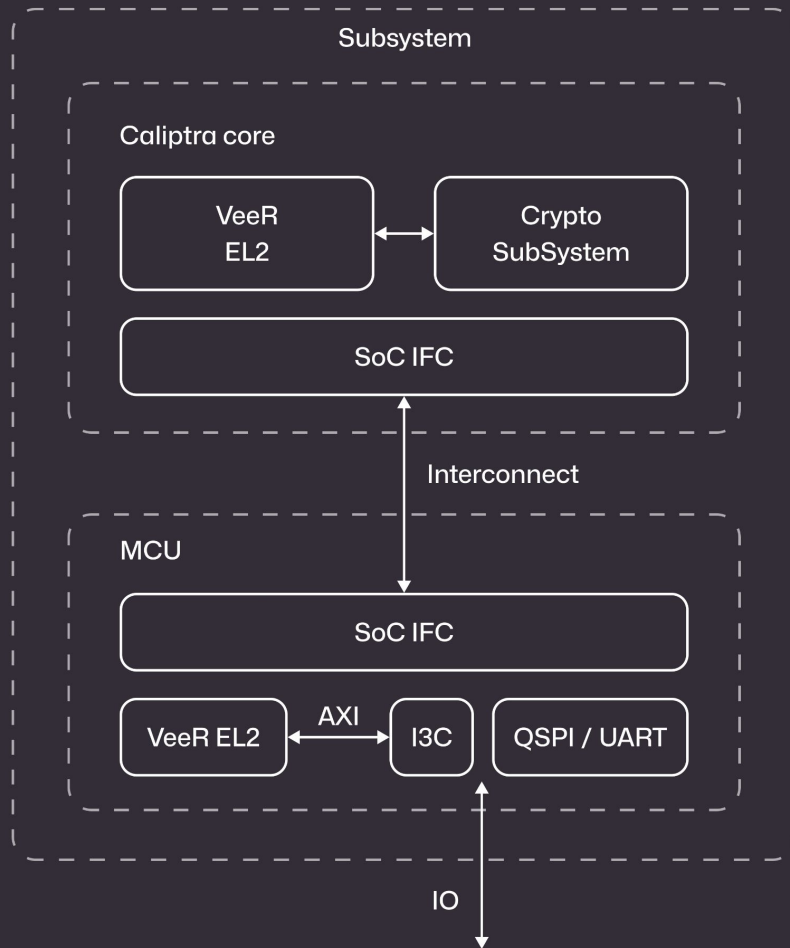 Subsystem
Caliptra core
VeeR
EL2
Crypto
SubSystem
SoC IFC
Interconnect
MCU
SoC IFC
VeeR EL2
AXI
I3C
QSPI / UART
IO